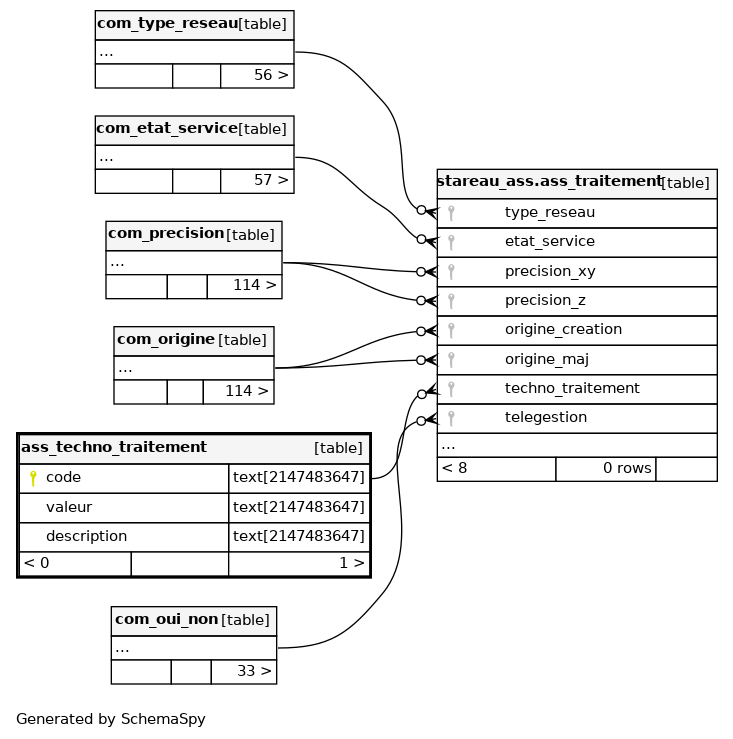 com_type_reseau [table]
...
56 >
com_etat_service [table]
...
57 >
com_precision [table]
...
114 >
com_origine [table]
...
114 >
ass_techno_traitement [table]
code text[2147483647]
valeur text[2147483647]
description text[2147483647]
< 0 1 >
com_oui_non [table]
...
33 >
stareau_ass.ass_traitement [table]
type_reseau
etat_service
precision_xy
precision_z
origine_creation
origine_maj
techno_traitement
telegestion
...
< 8 0 rows
Generated by SchemaSpy